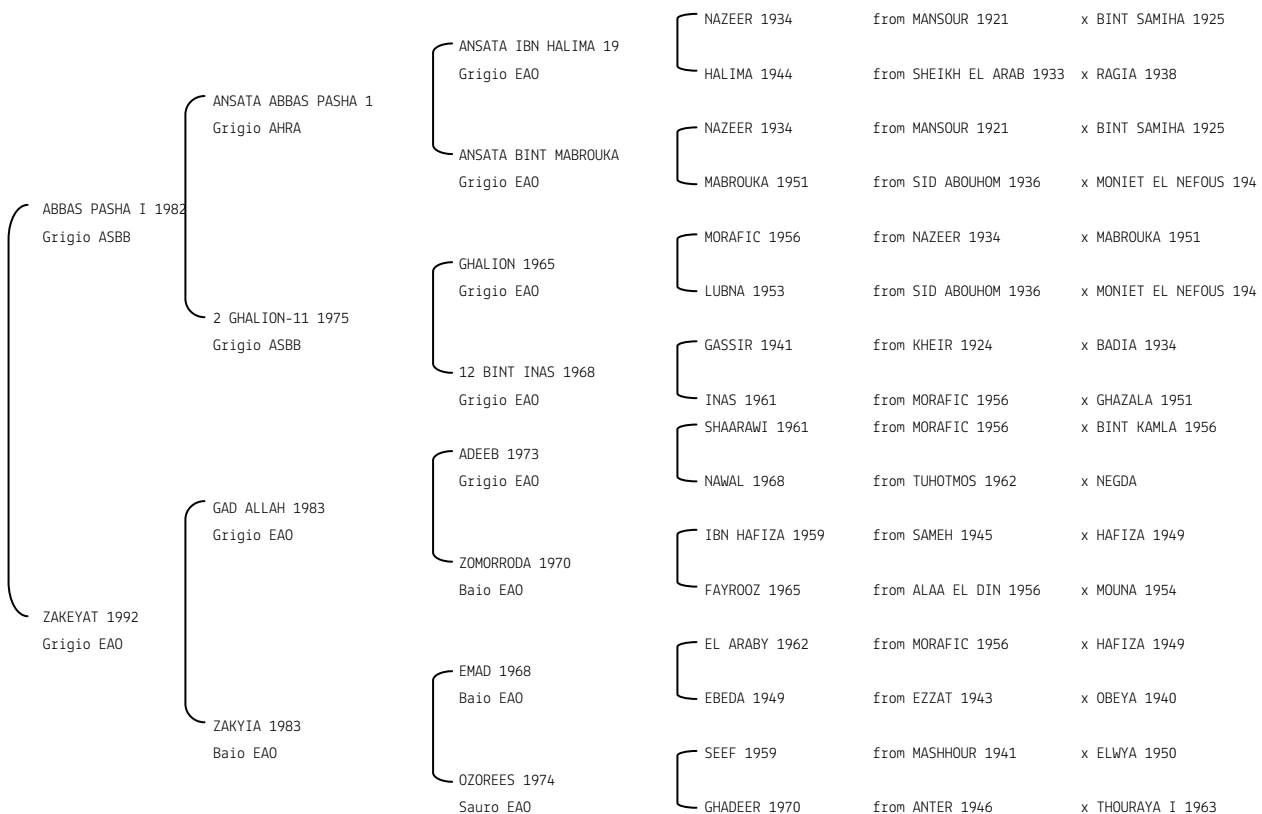 NAZEER 1934 from MANSOUR 1921 x BINT SAMIHA 1925
ANSATA IBN HALIMA 19
Grigio EAO HALIMA 1944 from SHEIKH EL ARAB 1933 x RAGIA 1938
ANSATA ABBAS PASHA 1
Grigio AHRA NAZEER 1934 from MANSOUR 1921 x BINT SAMIHA 1925
ANSATA BINT MABROUKA
Grigio EAO MABROUKA 1951 from SID ABOUHOM 1936 x MONIET EL NEFOUS 194
ABBAS PASHA I 1982
Grigio ASBB MORAFIC 1956 from NAZEER 1934 x MABROUKA 1951
GHALION 1965
Grigio EAO LUBNA 1953 from SID ABOUHOM 1936 x MONIET EL NEFOUS 194
2 GHALION-11 1975
Grigio ASBB GASSIR 1941 from KHEIR 1924 x BADIA 1934
12 BINT INAS 1968
Grigio EAO INAS 1961 from MORAFIC 1956 x GHAZALA 1951
SHAARAWI 1961 from MORAFIC 1956 x BINT KAMLA 1956
ADEEB 1973
Grigio EAO NAWAL 1968 from TUHOTMOS 1962 x NEGDA
GAD ALLAH 1983
Grigio EAO IBN HAFIZA 1959 from SAMEH 1945 x HAFIZA 1949
ZOMORRODA 1970
Baio EAO FAYROOZ 1965 from ALAA EL DIN 1956 x MOUNA 1954
ZAKEYAT 1992
Grigio EAO EL ARABY 1962 from MORAFIC 1956 x HAFIZA 1949
EMAD 1968
Baio EAO EBEDA 1949 from EZZAT 1943 x OBEYA 1940
ZAKYIA 1983
Baio EAO SEEF 1959 from MASHHOUR 1941 x ELWYA 1950
OZOREES 1974
Sauro EAO GHADEER 1970 from ANTER 1946 x THOURAYA I 1963